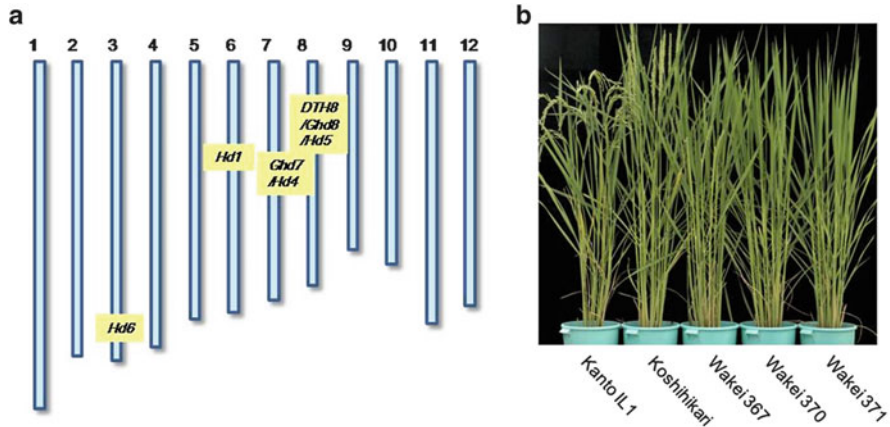 a
1 2 3 4 5 6 7 8 9 10 11 12
DTH8
/Ghd8
/Hd5
Hd1
Ghd7
/Hd4
Hd6
b
Kanto IL1
Koshihikari
Wakei 367
Wakei 370
Wakei 371